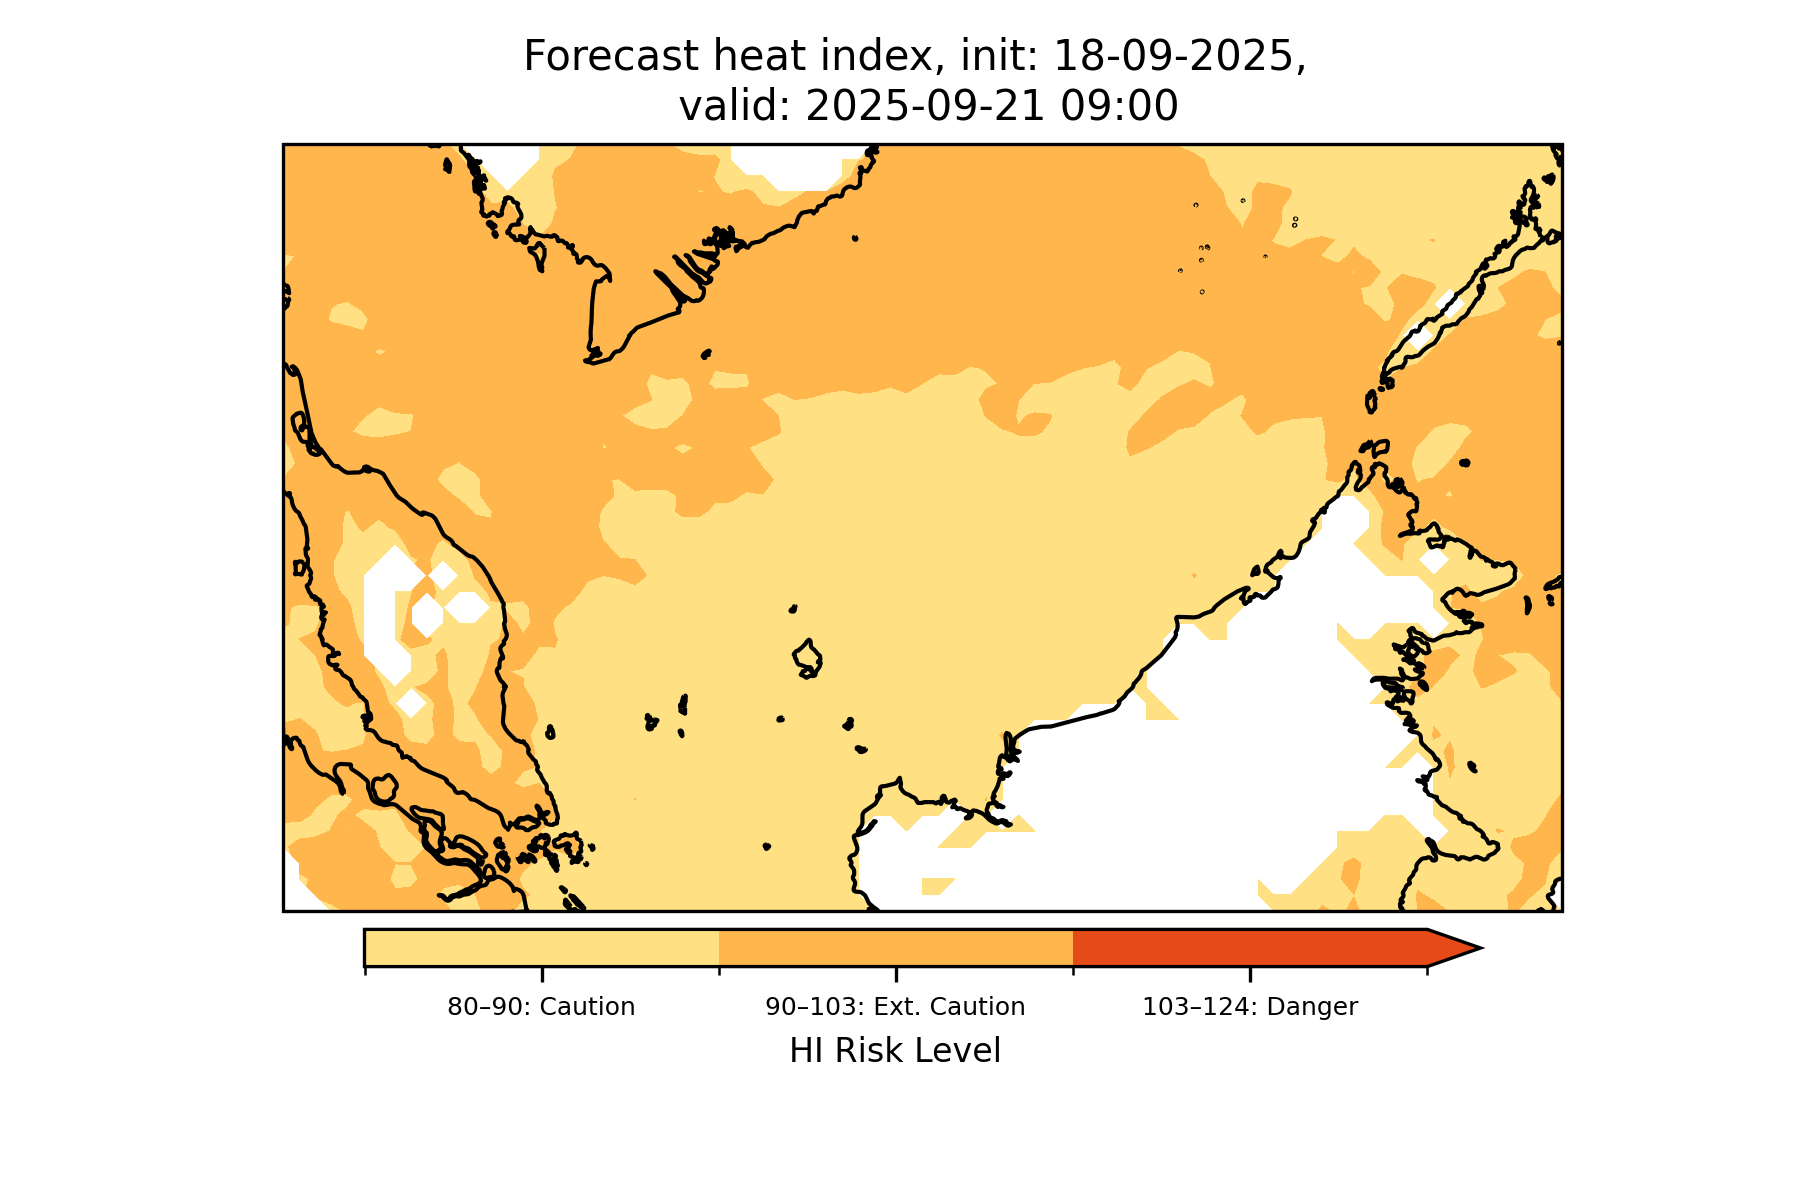 Forecast heat index, init: 18-09-2025,
valid: 2025-09-21 09:00
80–90: Caution
90–103: Ext. Caution
103–124: Danger
HI Risk Level